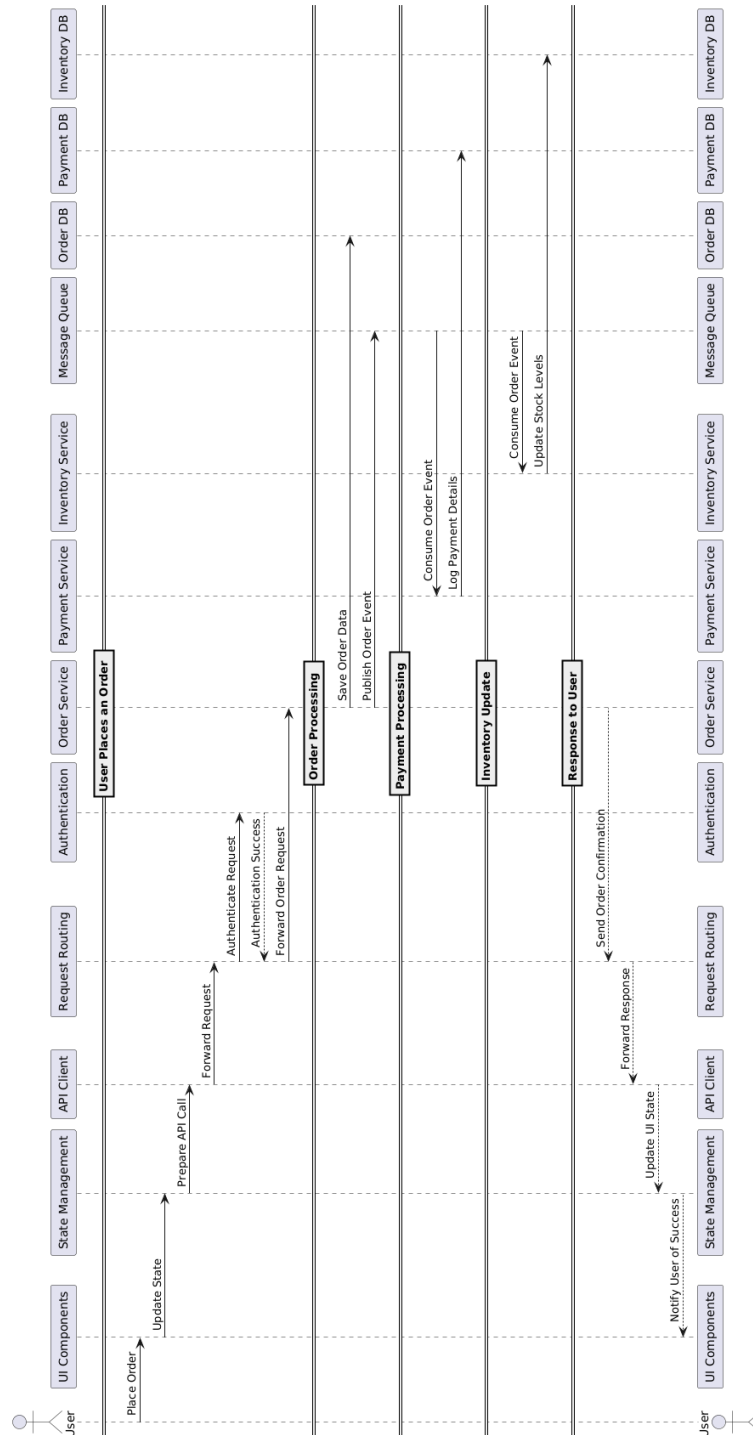 User
UI Components
State Management
API Client
Request Routing
Authentication
Order Service
Payment Service
Inventory Service
Message Queue
Order DB
Payment DB
Inventory DB
User Places an Order
Place Order
Update State
Prepare API Call
Forward Request
Authenticate Request
Authentication Success
Forward Order Request
Order Processing
Save Order Data
Publish Order Event
Payment Processing
Consume Order Event
Log Payment Details
Inventory Update
Consume Order Event
Update Stock Levels
Response to User
Send Order Confirmation
Forward Response
Update UI State
Notify User of Success
User
UI Components
State Management
API Client
Request Routing
Authentication
Order Service
Payment Service
Inventory Service
Message Queue
Order DB
Payment DB
Inventory DB